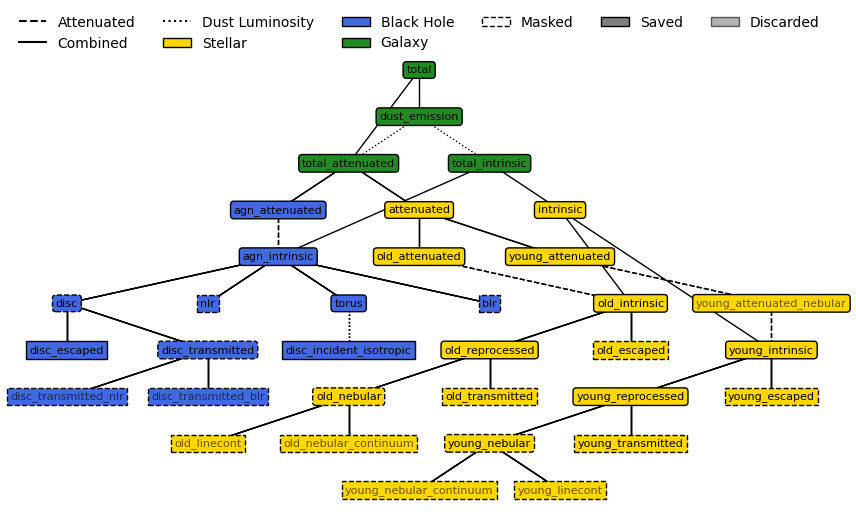 Attenuated Dust Luminosity Black Hole Masked Saved Discarded
Combined Stellar Galaxy
total
dust_emission
total_attenuated total_intrinsic
agn_attenuated attenuated intrinsic
agn_intrinsic old_attenuated young_attenuated
disc nlr torus blr old_intrinsic young_attenuated_nebular
disc_escaped disc_transmitted disc_incident_isotropic old_reprocessed old_escaped young_intrinsic
disc_transmitted_nlr disc_transmitted_blr old_nebular old_transmitted young_reprocessed young_escaped
old_linecont old_nebular_continuum young_nebular young_transmitted
young_nebular_continuum young_linecont